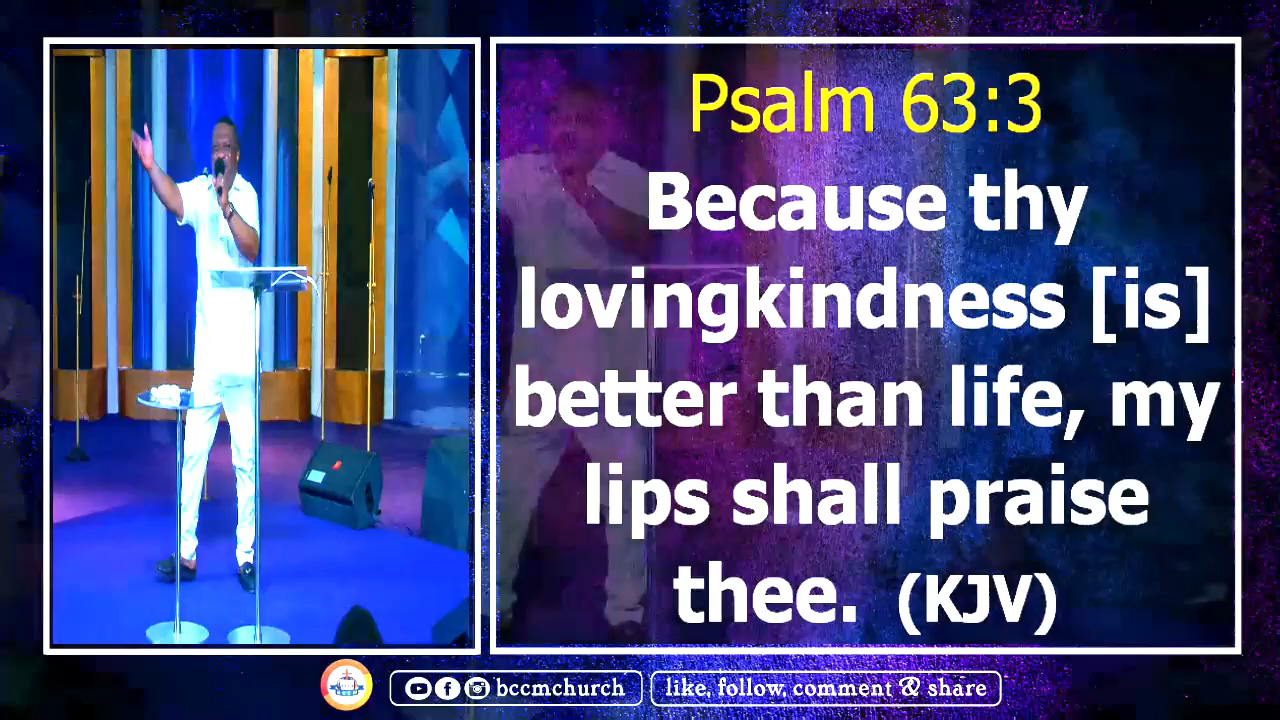 Psalm 63:3
Because thy
lovingkindness [is]
better than life, my
lips shall praise
thee. (KJV)
bccmchurch
like, follow, comment & share